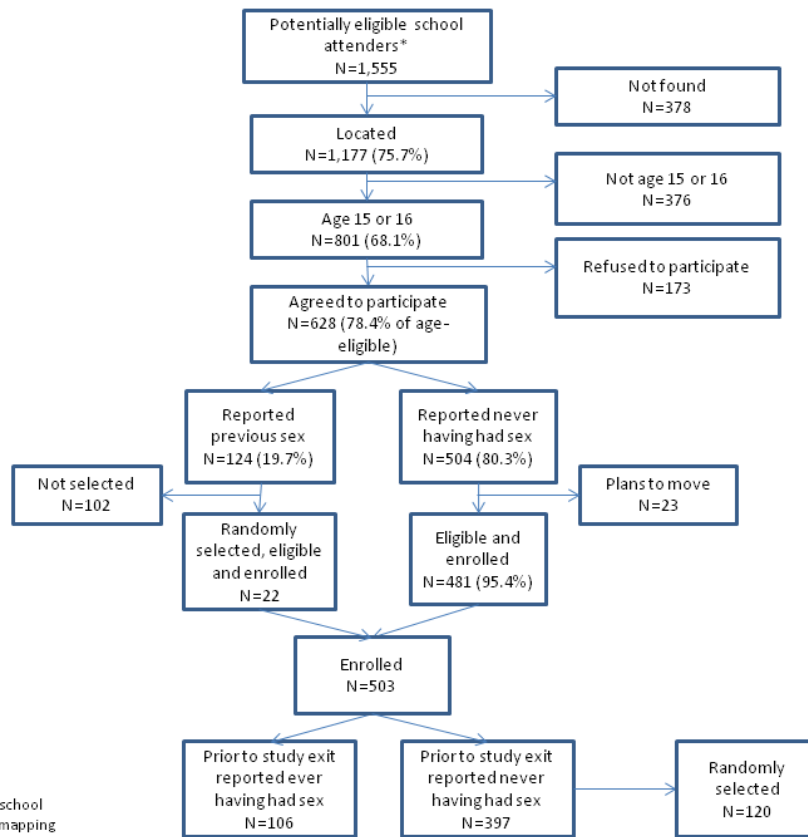 Potentially eligible school
attenders*
N=1,555
Not found
N=378
Located
N=1,177 (75.7%)
Not age 15 or 16
N=376
Age 15 or 16
N=801 (68.1%)
Refused to participate
N=173
Agreed to participate
N=628 (78.4% of age-
eligible)
Reported
previous sex
N=124 (19.7%)
Reported never
having had sex
N=504 (80.3%)
Not selected
N=102
Plans to move
N=23
Randomly
selected, eligible
and enrolled
N=22
Eligible and
enrolled
N=481 (95.4%)
Enrolled
N=503
Prior to study exit
reported ever
having had sex
N=106
Prior to study exit
reported never
having had sex
N=397
Randomly
selected
N=120
school
mapping